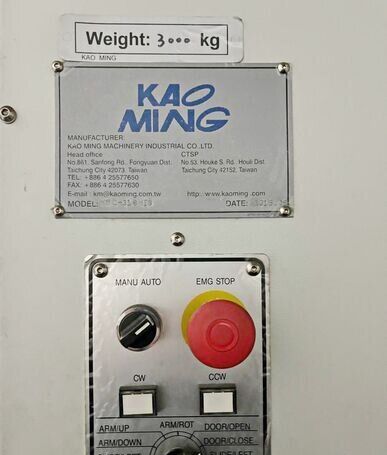 Weight: 3000 kg
KAO MING
KAO
MING
MANUFACTURER:
KAO MING MACHINERY INDUSTRIAL CO.,LTD.
Head office
No.861, Sanfong Rd., Fongyuan Dist.
Taichung City 42073, Taiwan
TEL: +886 4 25577650
FAX: +886 4 25577630
E-mail: km@kaoming.com.tw
CTSP
No.53, Houke S. Rd., Houli Dist.
Taichung City 42152, Taiwan
http://www.kaoming.com/
MODEL:
DATE:
MANU AUTO
EMG STOP
CW
CCW
ARM/UP
ARM/ROT
DOOR/OPEN
ARM/DOWN
DOOR/CLOSE